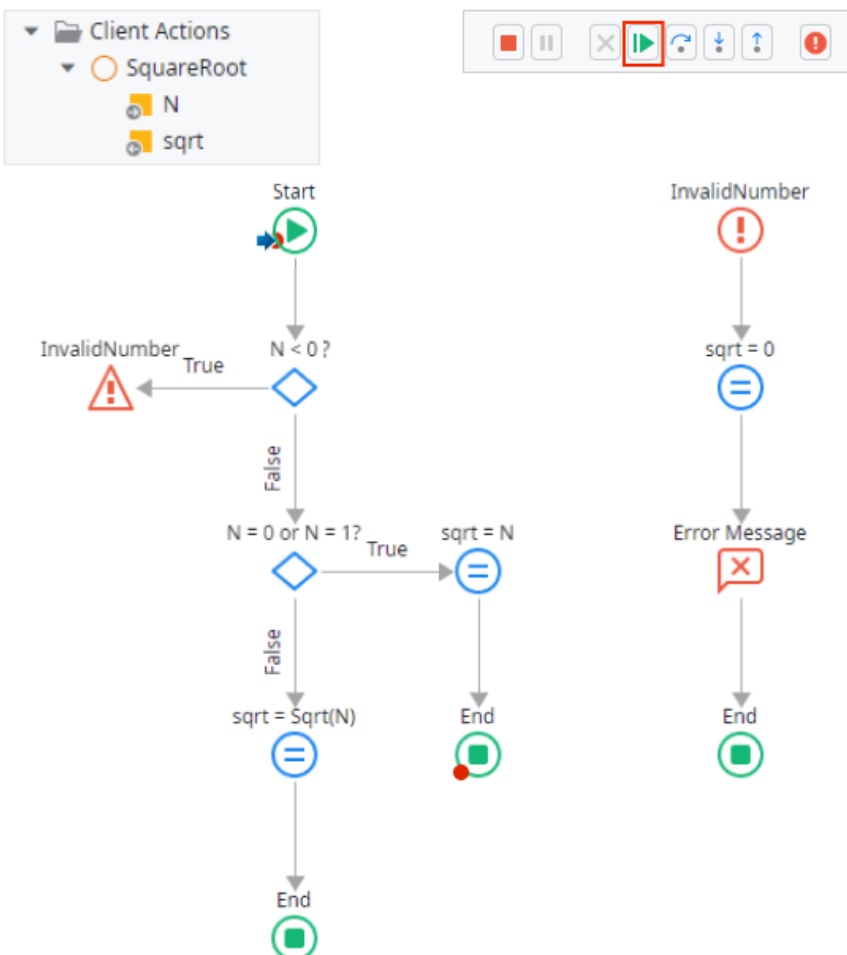 Client Actions
SquareRoot
N
sqrt
Start
InvalidNumber
InvalidNumber
True
N < 0 ?
sqrt = 0
False
N = 0 or N = 1?
True
sqrt = N
Error Message
False
sqrt = Sqrt(N)
End
End
End